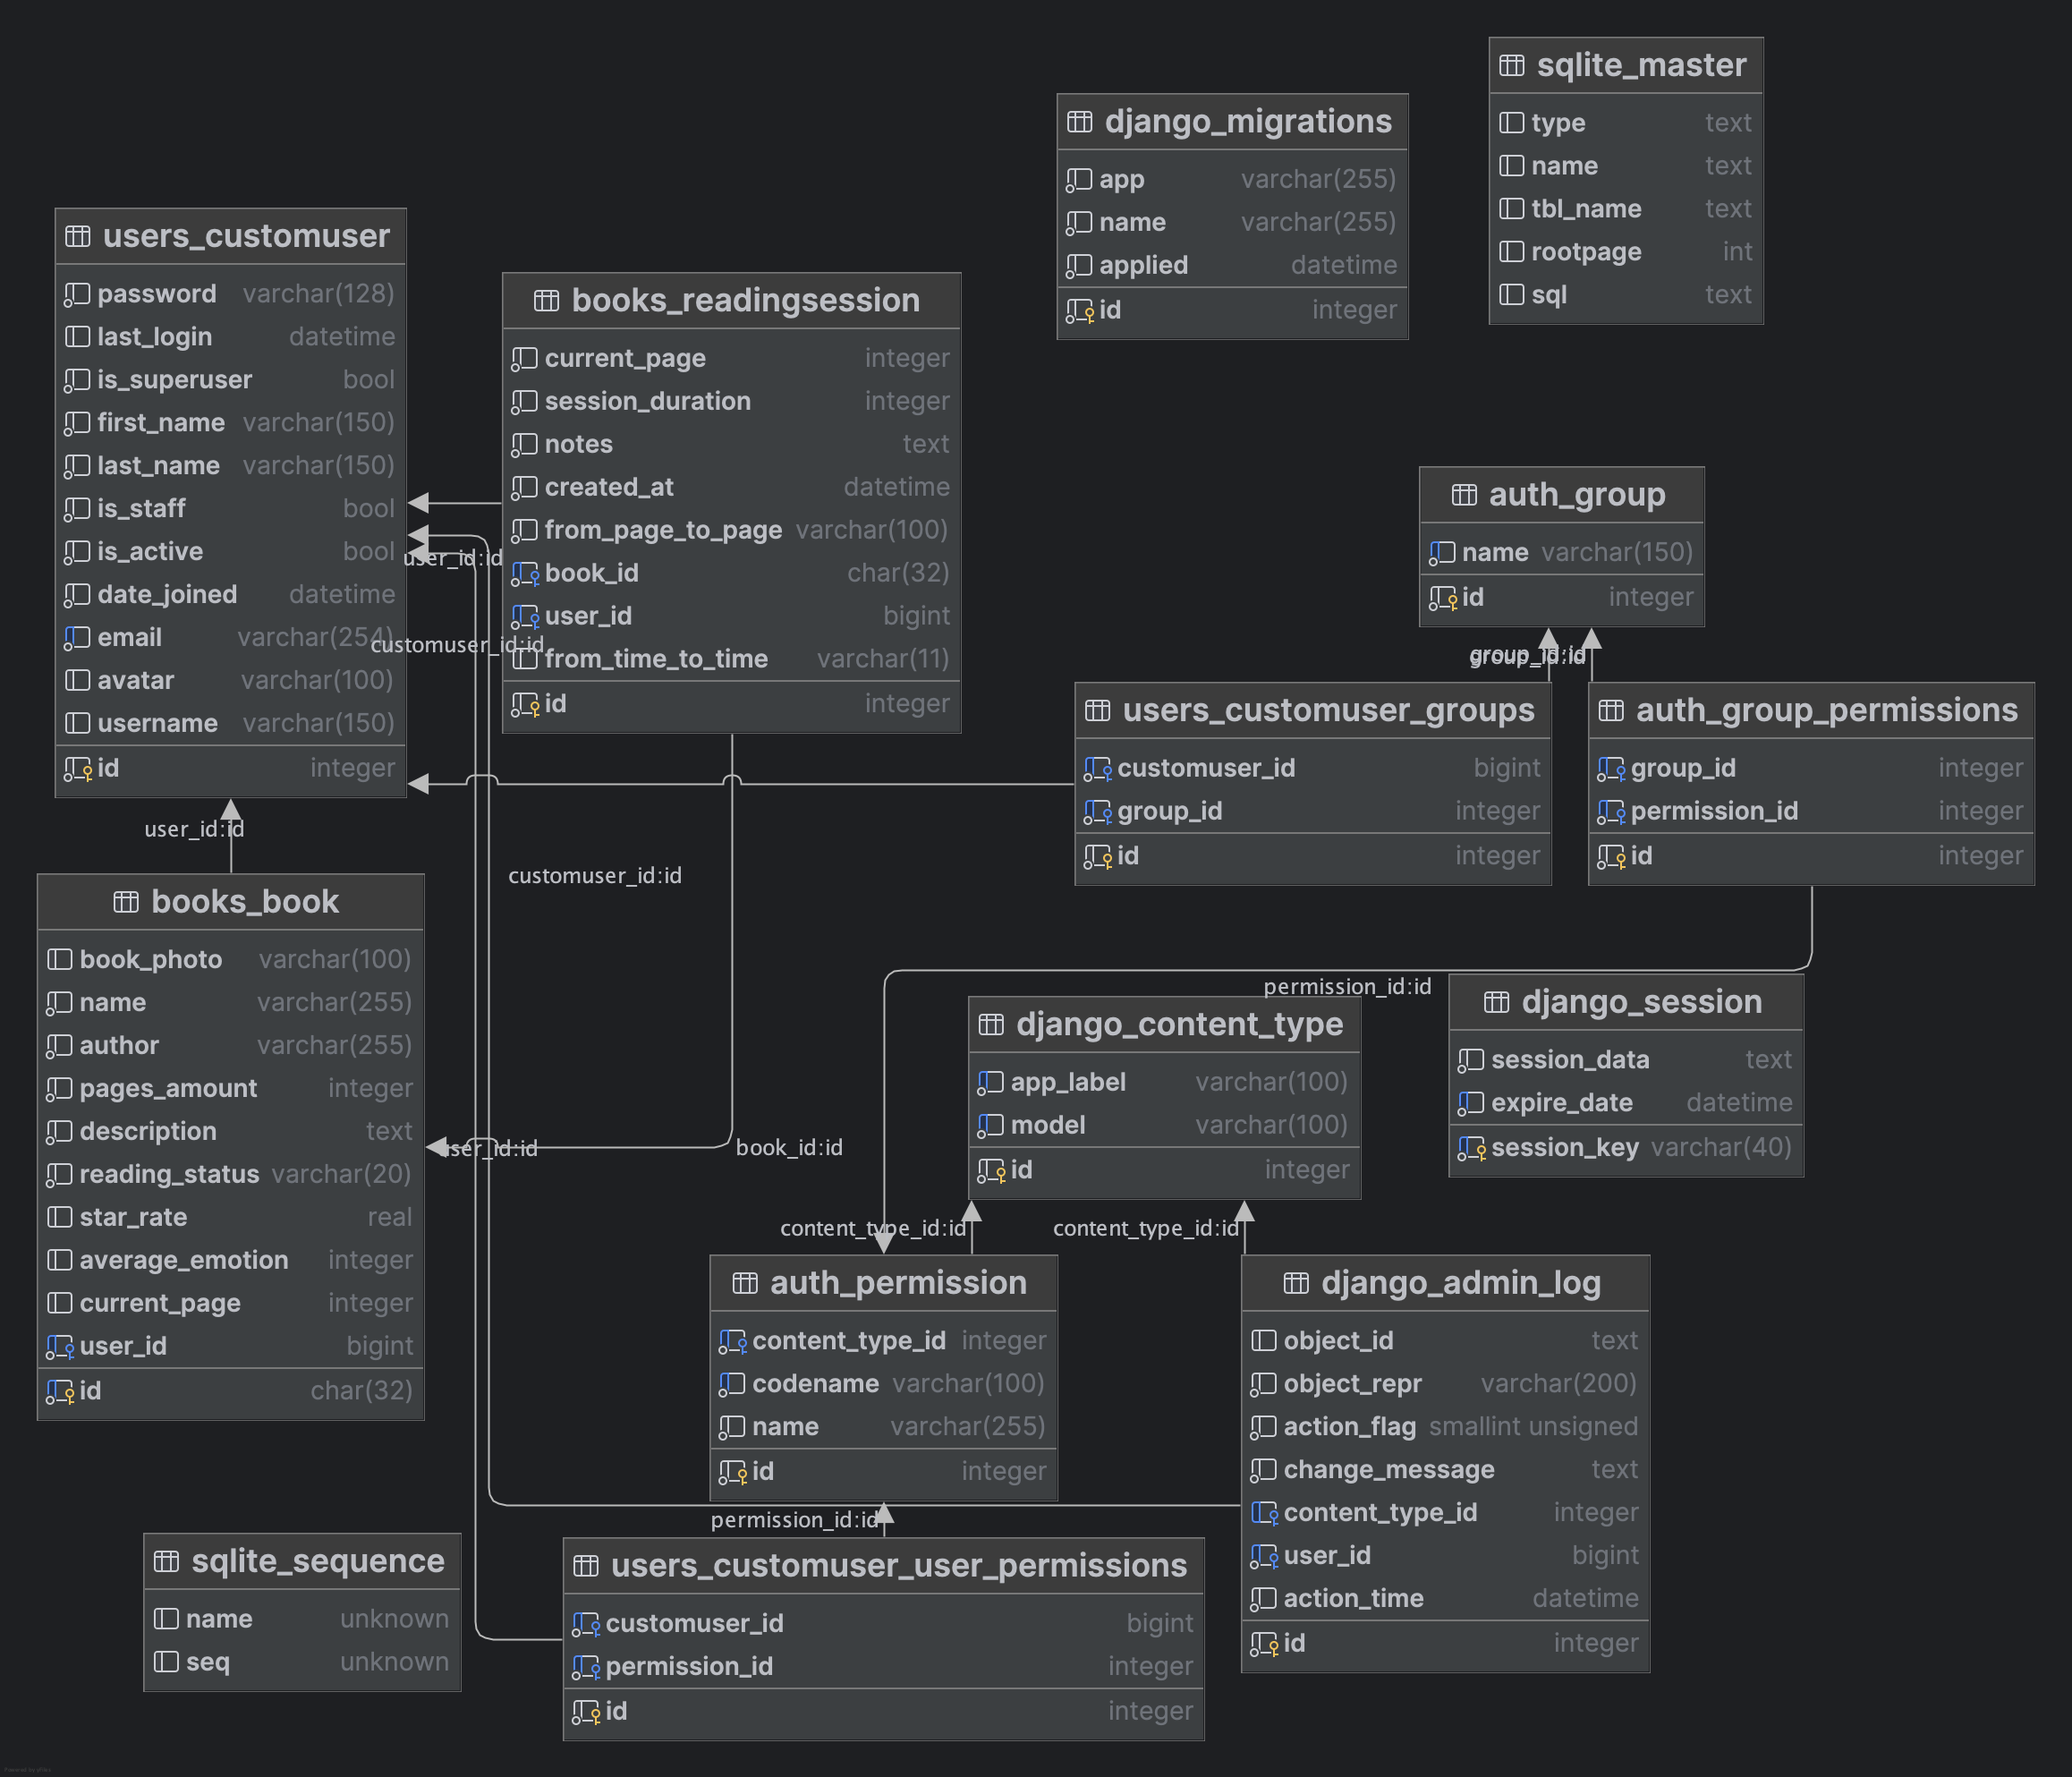 sqlite_master
type text
name text
tbl_name text
rootpage int
sql text
django_migrations
app varchar(255)
name varchar(255)
applied datetime
id integer
users_customuser
password varchar(128)
last_login datetime
is_superuser bool
first_name varchar(150)
last_name varchar(150)
is_staff bool
is_active bool
date_joined datetime
email varchar(254)
avatar varchar(100)
username varchar(150)
id integer
books_readingsession
current_page integer
session_duration integer
notes text
created_at datetime
from_page_to_page varchar(100)
book_id char(32)
user_id bigint
from_time_to_time varchar(11)
id integer
user_id:id
customuser_id:id
auth_group
name varchar(150)
id integer
group_id:id
group_id:id
users_customuser_groups
customuser_id bigint
group_id integer
id integer
auth_group_permissions
group_id integer
permission_id integer
id integer
user_id:id
customuser_id:id
books_book
book_photo varchar(100)
name varchar(255)
author varchar(255)
pages_amount integer
description text
reading_status varchar(20)
star_rate real
average_emotion integer
current_page integer
user_id bigint
id char(32)
user_id:id
book_id:id
permission_id:id
django_content_type
app_label varchar(100)
model varchar(100)
id integer
django_session
session_data text
expire_date datetime
session_key varchar(40)
content_type_id:id
content_type_id:id
auth_permission
content_type_id integer
codename varchar(100)
name varchar(255)
id integer
django_admin_log
object_id text
object_repr varchar(200)
action_flag smallint unsigned
change_message text
content_type_id integer
user_id bigint
action_time datetime
id integer
permission_id:id
sqlite_sequence
name unknown
seq unknown
users_customuser_user_permissions
customuser_id bigint
permission_id integer
id integer